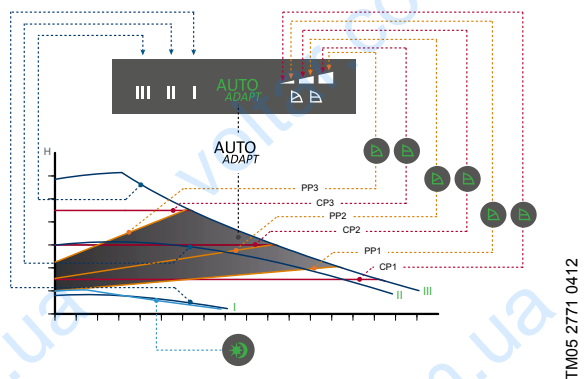 III II I AUTO
ADAPT
AUTO
ADAPT
H
PP3
CP3
PP2
CP2
PP1
CP1
I
II
III
TM05 2771 0412